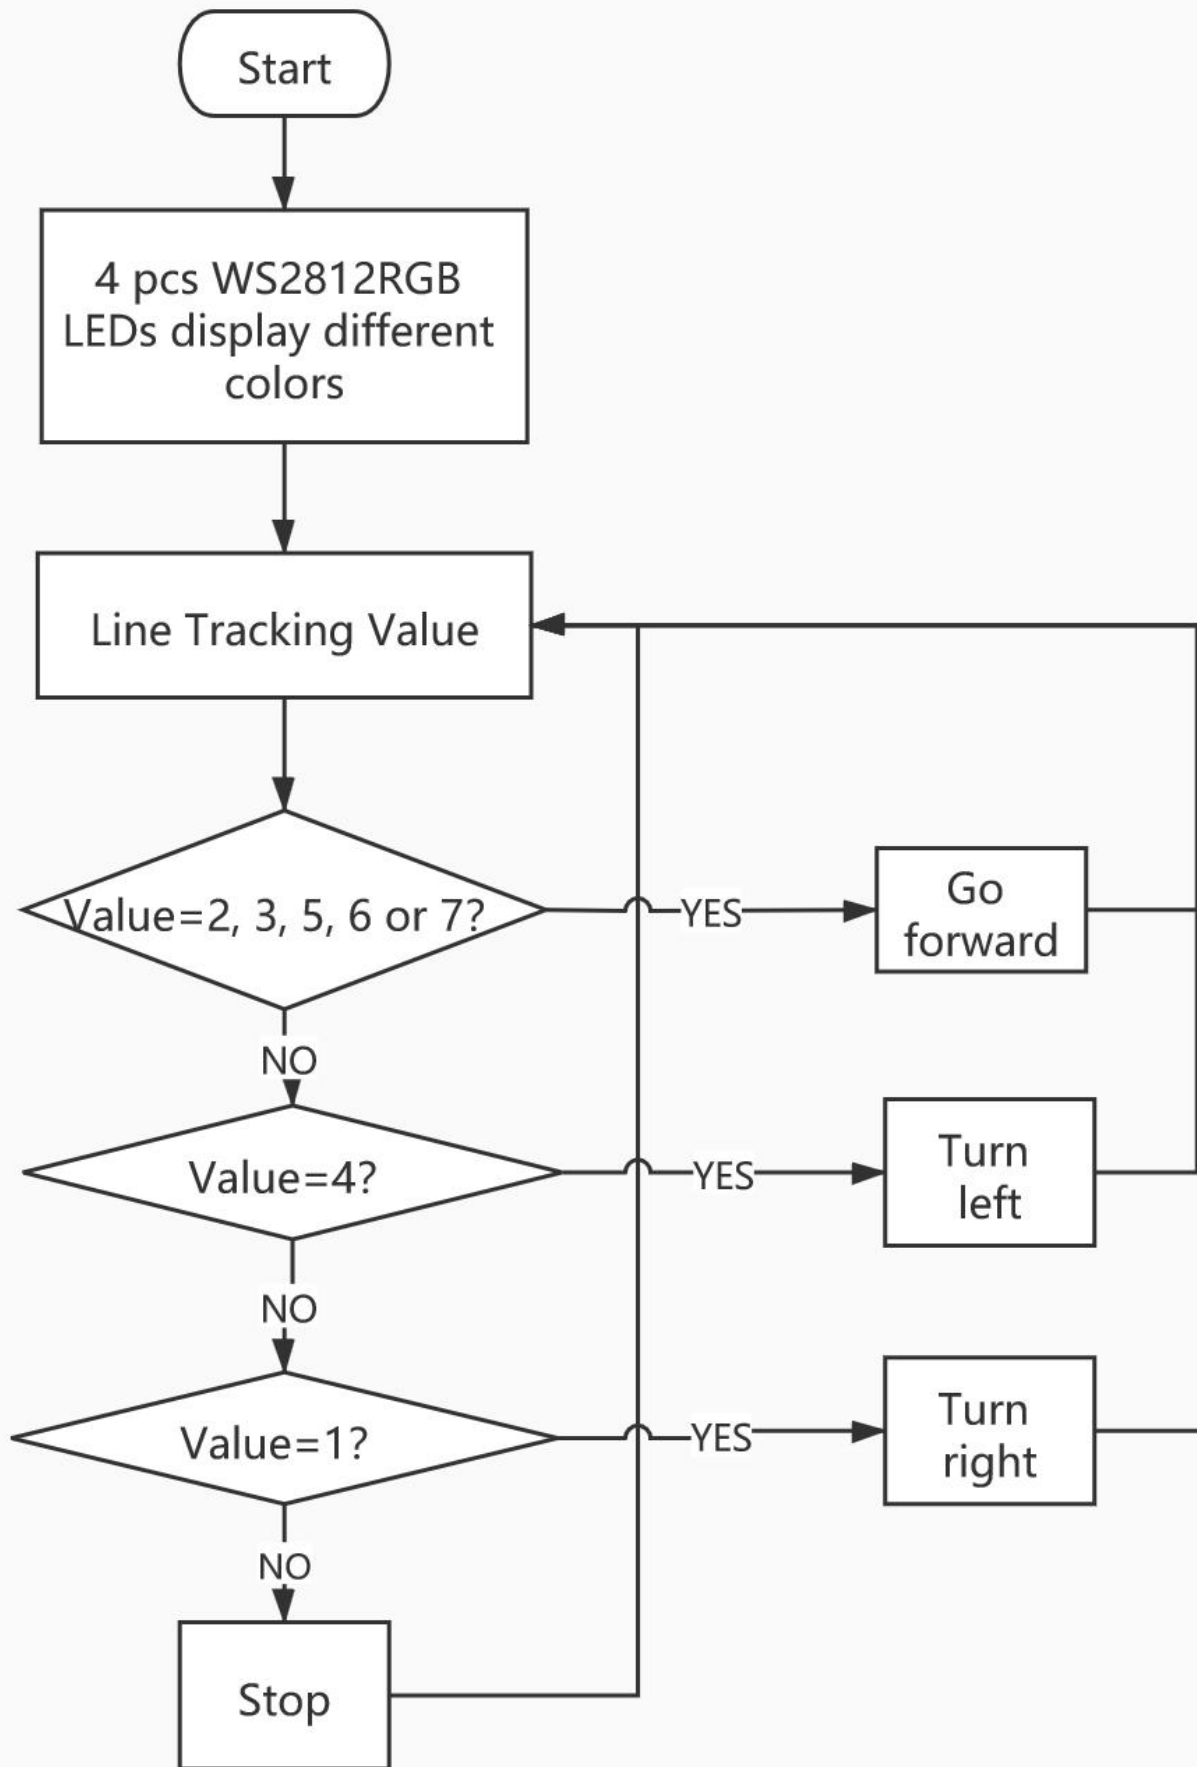 Start
4 pcs WS2812RGB
LEDs display different
colors
Line Tracking Value
Value=2, 3, 5, 6 or 7?
YES
Go
forward
NO
Value=4?
YES
Turn
left
NO
Value=1?
YES
Turn
right
NO
Stop